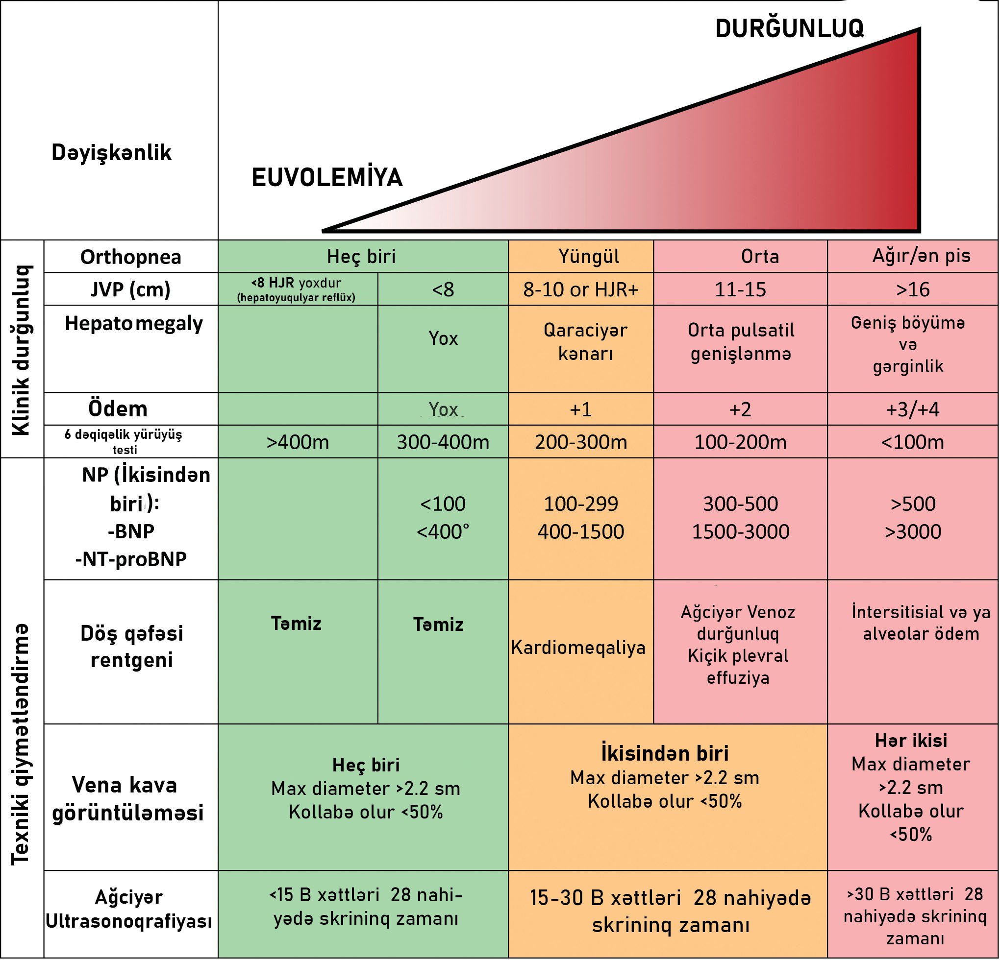 DURĞUNLUQ
Dəyişkənlik
EUVOLEMİYA
Klinik durğunluq
Orthopnea
Heç biri
Yüngül
Orta
Ağır/ən pis
JVP (cm)
<8 HJR yoxdur
(hepatoyuqulyar reflüx)
<8
8-10 or HJR+
11-15
>16
Hepatomegaly
Yox
Qaraciyər
kənarı
Orta pulsatil
genişlənmə
Geniş böyümə
və
gərginlik
Ödem
Yox
+1
+2
+3/+4
6 dəqiqəlik yürüyüş
testi
>400m
300-400m
200-300m
100-200m
<100m
Texniki qiymətləndirmə
NP (İkisindən
biri):
-BNP
-NT-proBNP
<100
<400°
100-299
400-1500
300-500
1500-3000
>500
>3000
Döş qəfəsi
rentgeni
Təmiz
Təmiz
Kardiomeqaliya
Ağciyər Venoz
durğunluq
Kiçik plevral
effuziya
İntersitisial və ya
alveolar ödem
Vena kava
görüntüləməsi
Heç biri
Max diameter >2.2 sm
Kollabə olur <50%
İkisindən biri
Max diameter >2.2 sm
Kollabə olur <50%
Hər ikisi
Max diameter
>2.2 sm
Kollabə olur
<50%
Ağciyər
Ultrasonoqrafiyası
<15 B xəttləri 28 nahi-
yədə skrininq zamanı
15-30 B xəttləri 28 nahiyədə
skrininq zamanı
>30 B xəttləri 28
nahiyədə skrininq
zamanı